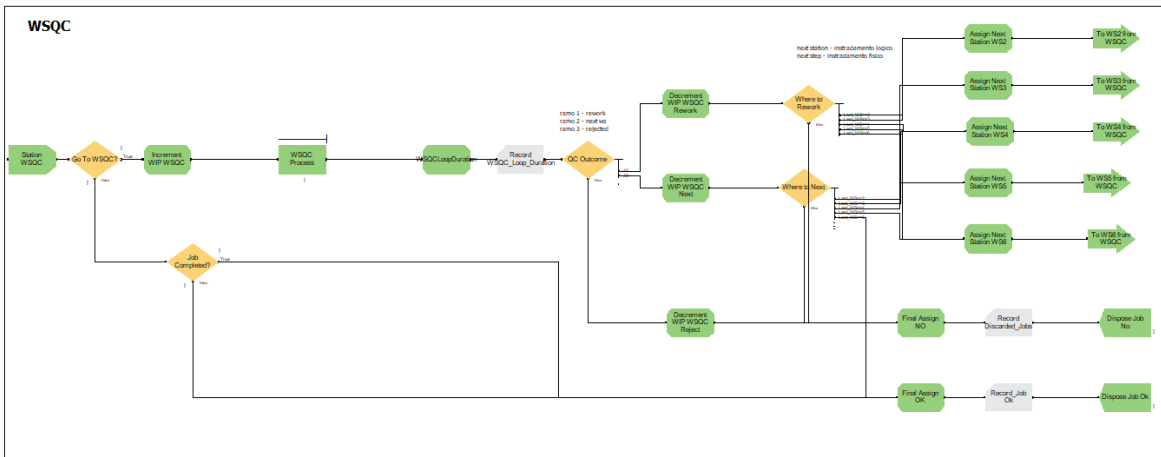 WSQC
next station - instradamento logico
next step - instradamento fisico
Assign Next
Station WS2
To WS2 from
WSQC
Assign Next
Station WS3
To WS3 from
WSQC
Decrement
WIP WSQC
Rework
Where to
Rework
Else
ramo 1 - rework
ramo 2 - next ws
ramo 3 - rejected
Assign Next
Station WS4
To WS4 from
WSQC
Station
WSQC
Go To WSQC?
True
False
Increment
WIP WSQC
WSQC
Process
WSQCLoopDuration
Record
WSQC_Loop_Duration
QC Outcome
Else
Decrement
WIP WSQC
Next
Where to Next
Else
Assign Next
Station WS5
To WS5 from
WSQC
Assign Next
Station WS6
To WS6 from
WSQC
Job
Completed?
True
False
Decrement
WIP WSQC
Reject
Final Assign
NO
Record
Discarded_Jobs
Dispose Job
No
Final Assign
OK
Record_Job
Ok
Dispose Job Ok